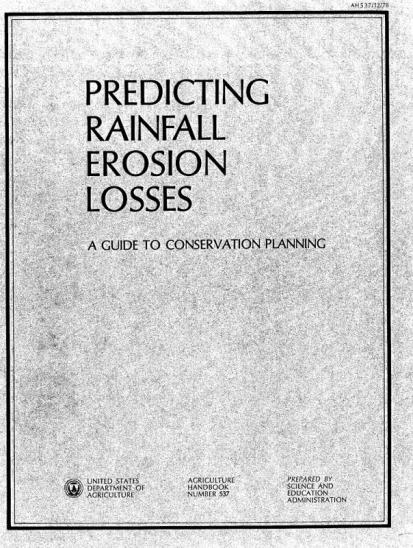 AH 537/12/78
PREDICTING
RAINFALL
EROSION
LOSSES
A GUIDE TO CONSERVATION PLANNING
UNITED STATES
DEPARTMENT OF
AGRICULTURE
AGRICULTURE
HANDBOOK
NUMBER 537
PREPARED BY
SCIENCE AND
EDUCATION
ADMINISTRATION